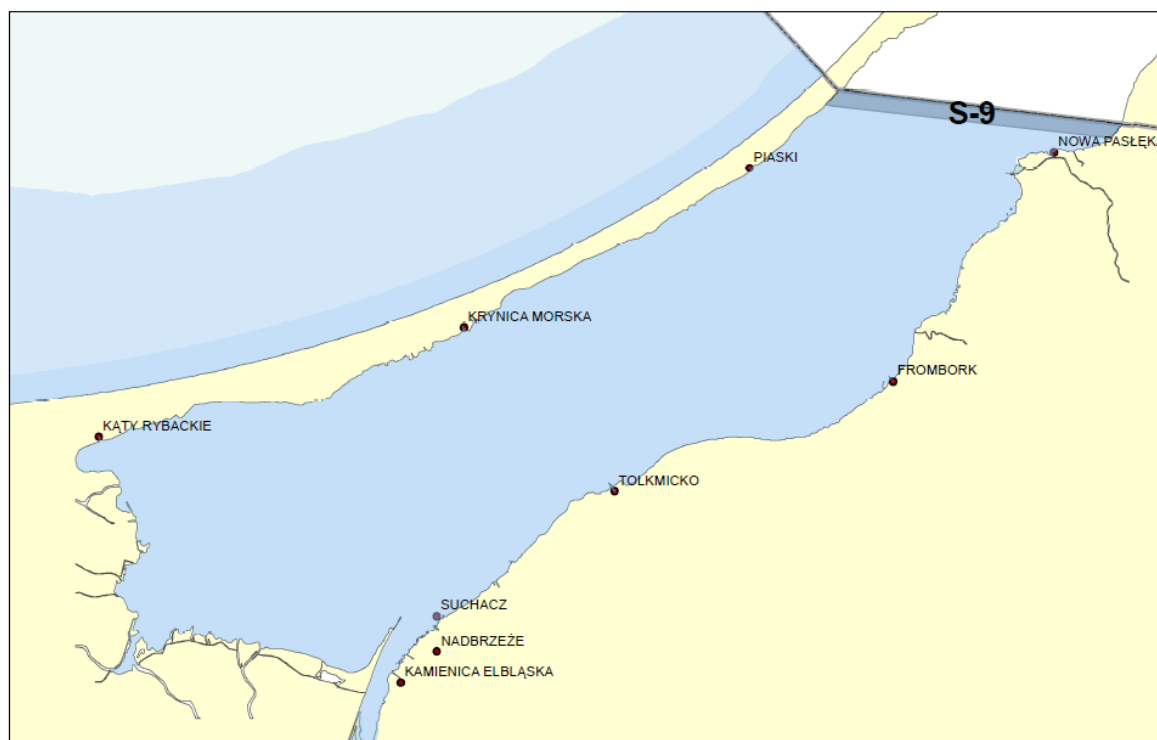 S-9
NOWA PASŁĘKA
PIASKI
KRYNICA MORSKA
FROMBORK
KĄTY RYBACKIE
TOLKMICKO
SUCHACZ
NADBRZEŻE
KAMIENICA ELBLĄSKA